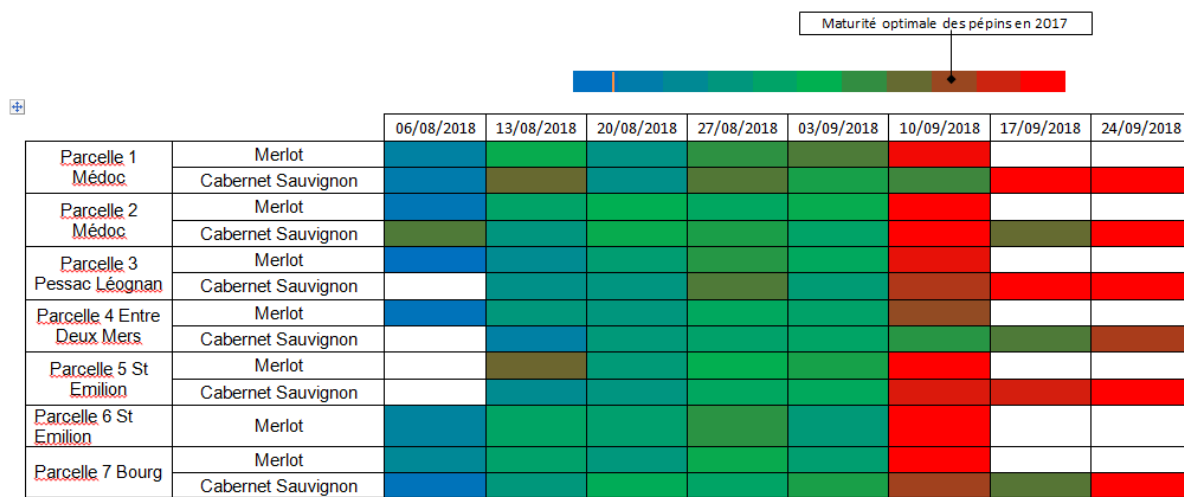 Maturité optimale des pépins en 2017
06/08/2018 13/08/2018 20/08/2018 27/08/2018 03/09/2018 10/09/2018 17/09/2018 24/09/2018
Parcelle 1
Médoc
Merlot
Cabernet Sauvignon
Parcelle 2
Médoc
Merlot
Cabernet Sauvignon
Parcelle 3
Pessac Léognan
Merlot
Cabernet Sauvignon
Parcelle 4 Entre
Deux Mers
Merlot
Cabernet Sauvignon
Parcelle 5 St
Emilion
Merlot
Cabernet Sauvignon
Parcelle 6 St
Emilion
Merlot
Parcelle 7 Bourg
Merlot
Cabernet Sauvignon